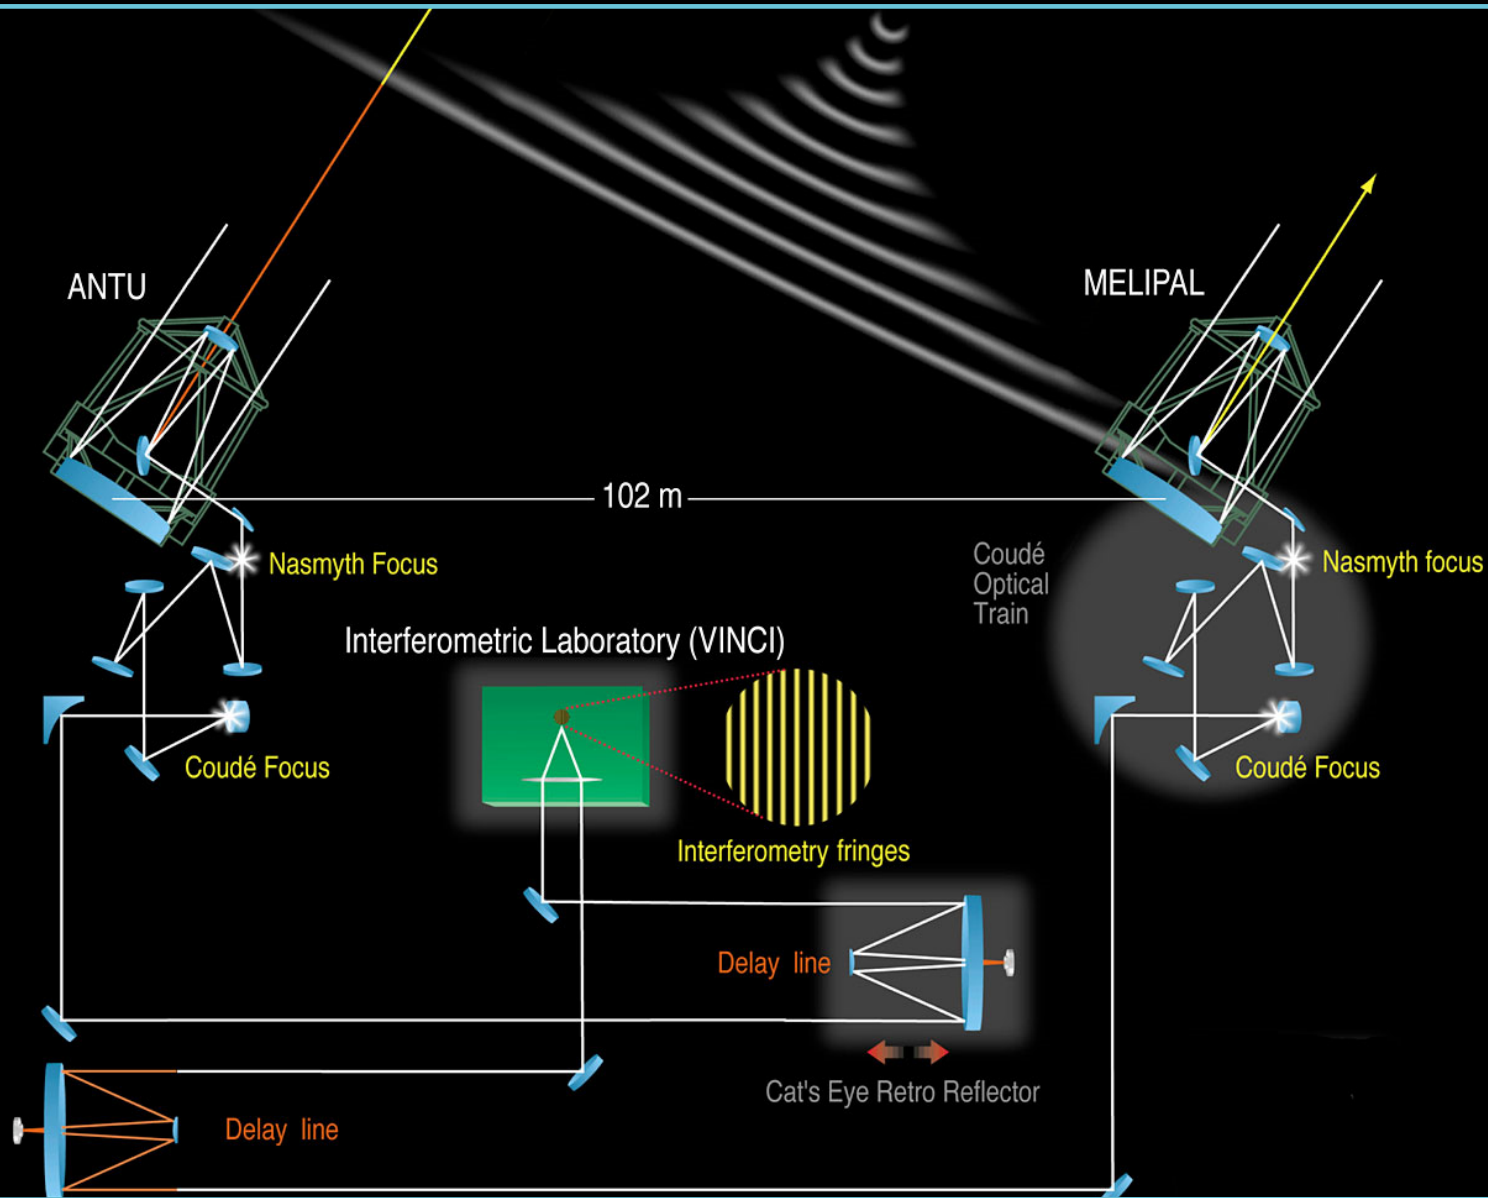 ANTU
MELIPAL
102 m
Nasmyth Focus
Coudé
Optical
Train
Nasmyth focus
Interferometric Laboratory (VINCI)
Coudé Focus
Coudé Focus
Interferometry fringes
Delay line
Cat's Eye Retro Reflector
Delay line